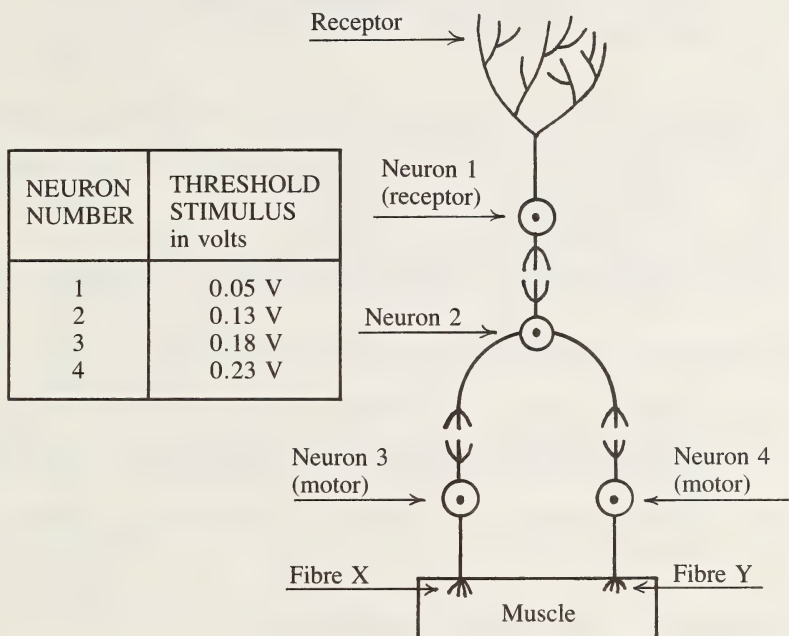 Receptor
NEURON
NUMBER
THRESHOLD
STIMULUS
in volts
1 0.05 V
2 0.13 V
3 0.18 V
4 0.23 V
Neuron 1
(receptor)
Neuron 2
Neuron 3
(motor)
Neuron 4
(motor)
Fibre X
Fibre Y
Muscle